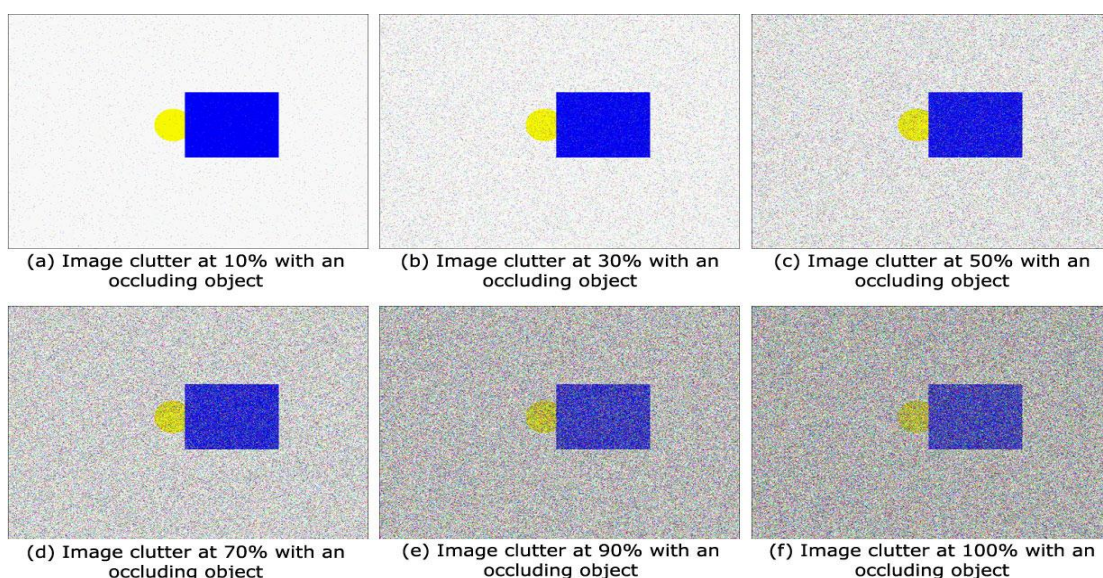 (a) Image clutter at 10% with an
occluding object
(b) Image clutter at 30% with an
occluding object
(c) Image clutter at 50% with an
occluding object
(d) Image clutter at 70% with an
occluding object
(e) Image clutter at 90% with an
occluding object
(f) Image clutter at 100% with an
occluding object